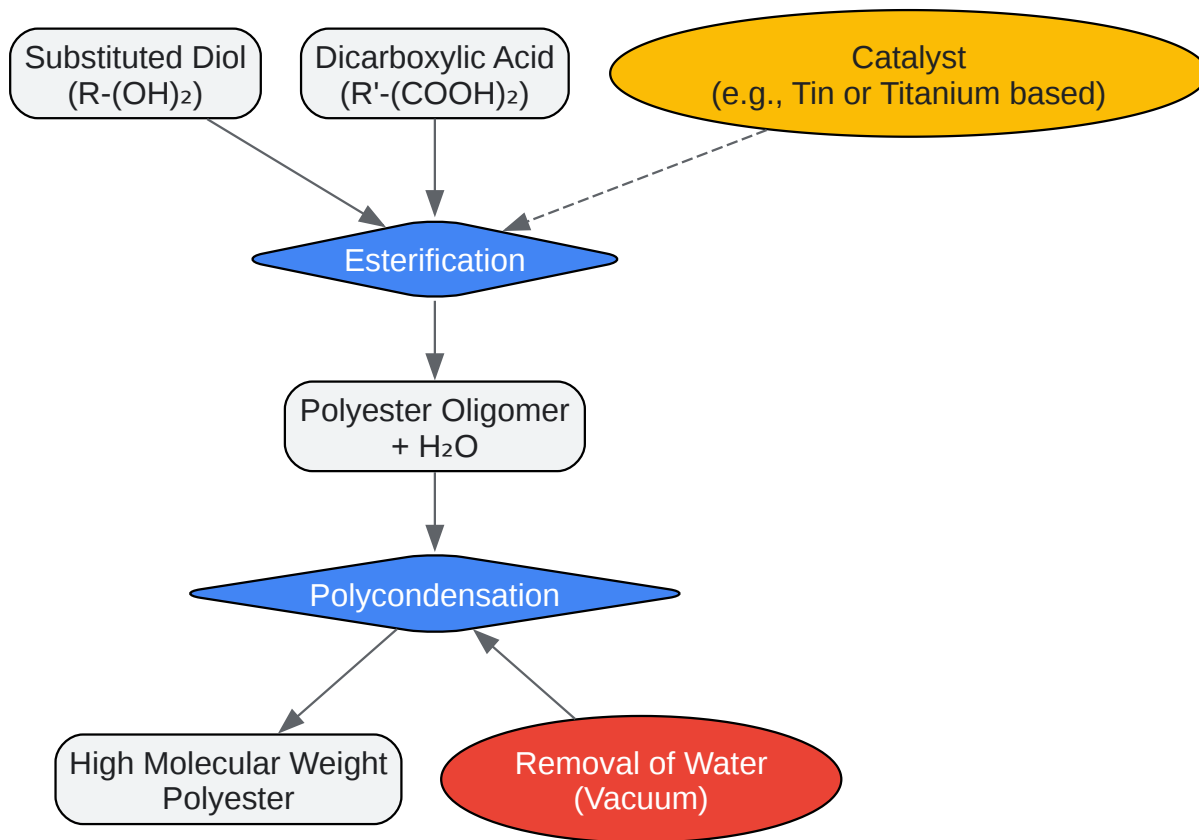 Substituted Diol
(R-(OH)₂)
Dicarboxylic Acid
(R'-(COOH)₂)
Catalyst
(e.g., Tin or Titanium based)
Esterification
Polyester Oligomer
+ H₂O
Polycondensation
High Molecular Weight
Polyester
Removal of Water
(Vacuum)